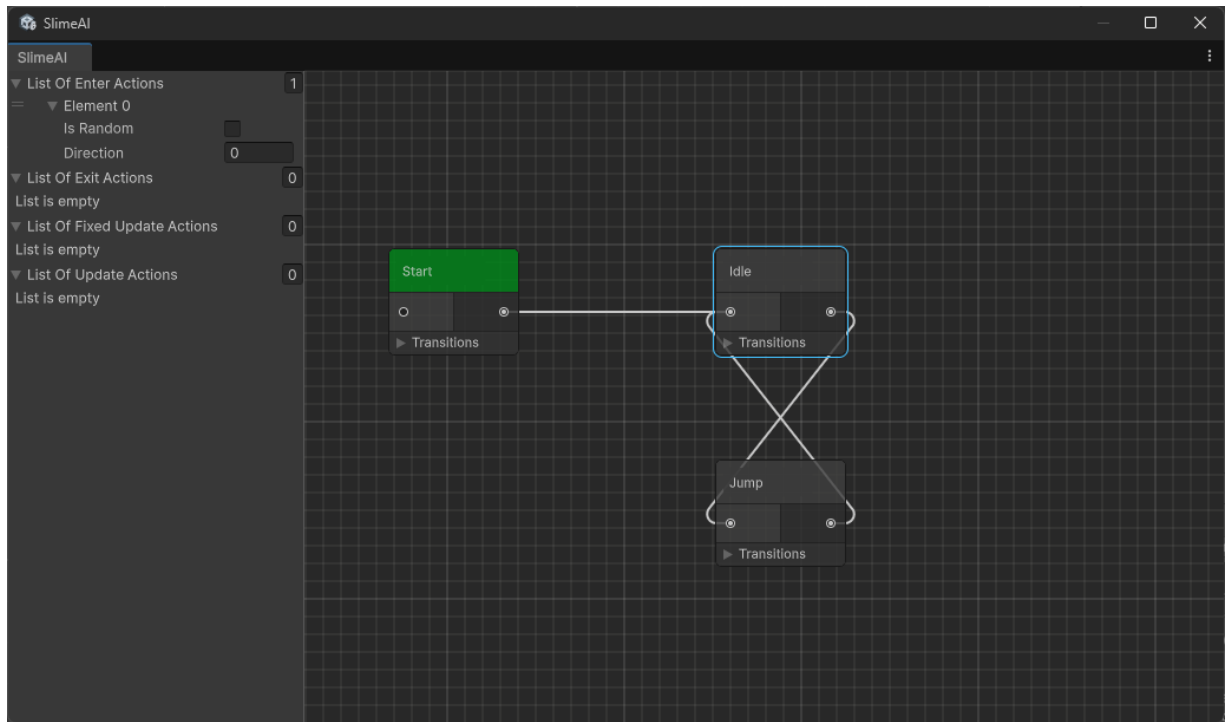 SlimeAI
SlimeAI
List Of Enter Actions 1
Element 0
Is Random
Direction 0
List Of Exit Actions 0
List is empty
List Of Fixed Update Actions 0
List is empty
List Of Update Actions 0
List is empty
Start
Transitions
Idle
Transitions
Jump
Transitions